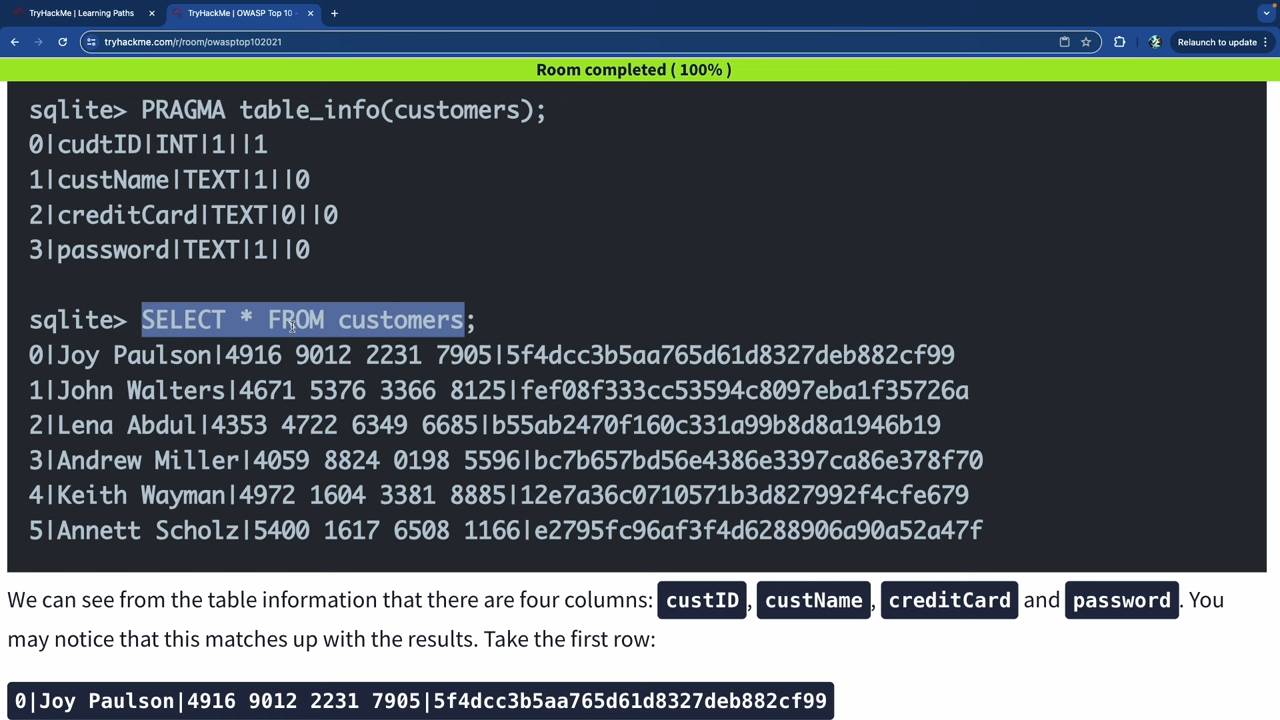 TryHackMe | Learning Paths
TryHackMe | OWASP Top 10 -
tryhackme.com/r/room/owasptop102021
Relaunch to update
Room completed ( 100% )
sqlite> PRAGMA table_info(customers);
0|cudtID|INT|1||1
1|custName|TEXT|1||0
2|creditCard|TEXT|0||0
3|password|TEXT|1||0
sqlite> SELECT * FROM customers;
0|Joy Paulson|4916 9012 2231 7905|5f4dcc3b5aa765d61d8327deb882cf99
1|John Walters|4671 5376 3366 8125|fef08f333cc53594c8097eba1f35726a
2|Lena Abdul|4353 4722 6349 6685|b55ab2470f160c331a99b8d8a1946b19
3|Andrew Miller|4059 8824 0198 5596|bc7b657bd56e4386e3397ca86e378f70
4|Keith Wayman|4972 1604 3381 8885|12e7a36c0710571b3d827992f4cfe679
5|Annett Scholz|5400 1617 6508 1166|e2795fc96af3f4d6288906a90a52a47f
We can see from the table information that there are four columns: custID, custName, creditCard and password. You
may notice that this matches up with the results. Take the first row:
0|Joy Paulson|4916 9012 2231 7905|5f4dcc3b5aa765d61d8327deb882cf99